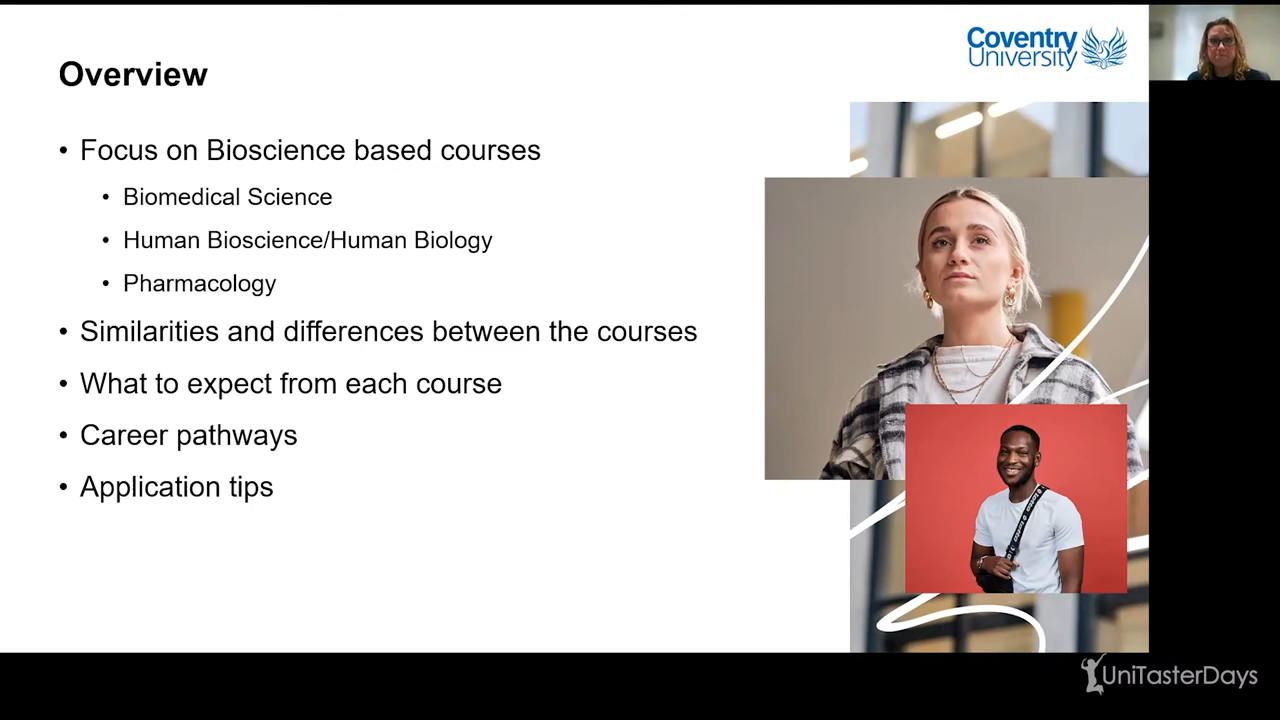 Coventry
University
Overview
• Focus on Bioscience based courses
• Biomedical Science
• Human Bioscience/Human Biology
• Pharmacology
• Similarities and differences between the courses
• What to expect from each course
• Career pathways
• Application tips
UniTasterDays